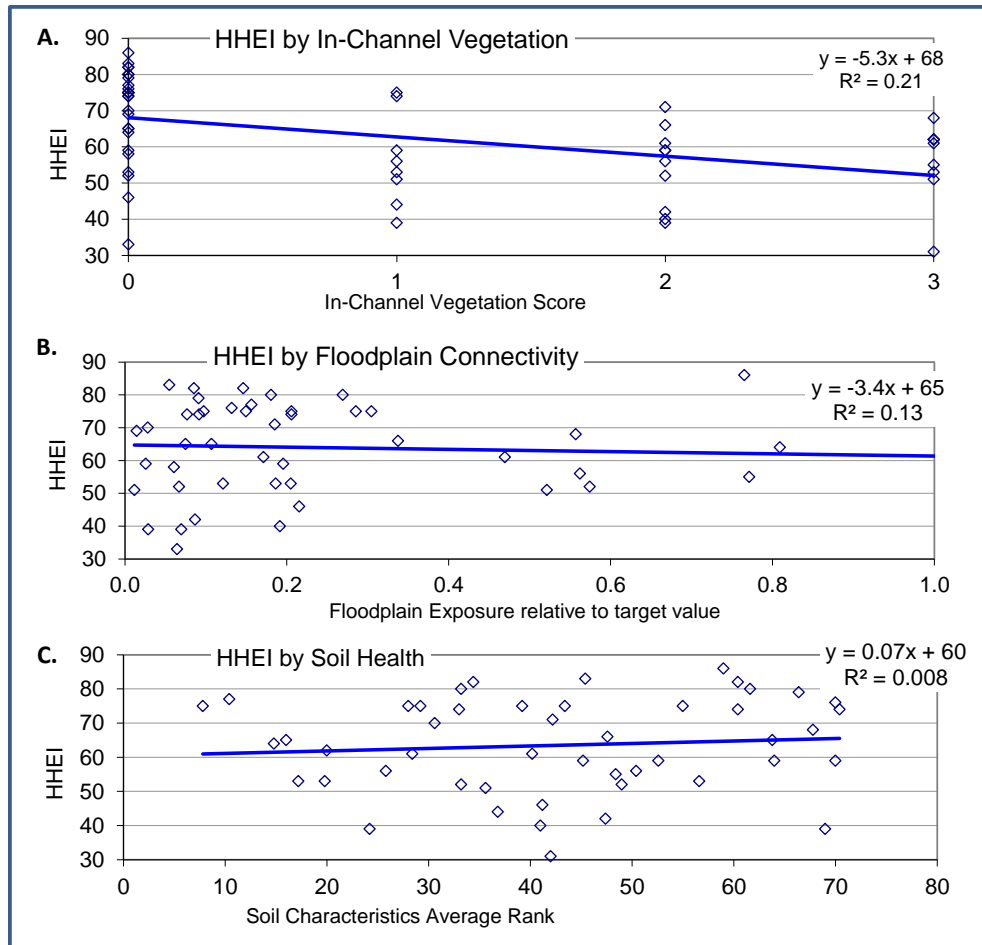 A.
HHEI by In-Channel Vegetation
y = -5.3x + 68
R² = 0.21
HHEI
90
80
70
60
50
40
30
0 1 2 3
In-Channel Vegetation Score
B.
HHEI by Floodplain Connectivity
y = -3.4x + 65
R² = 0.13
HHEI
90
80
70
60
50
40
30
0.0 0.2 0.4 0.6 0.8 1.0
Floodplain Exposure relative to target value
C.
HHEI by Soil Health
y = 0.07x + 60
R² = 0.008
HHEI
90
80
70
60
50
40
30
0 10 20 30 40 50 60 70 80
Soil Characteristics Average Rank